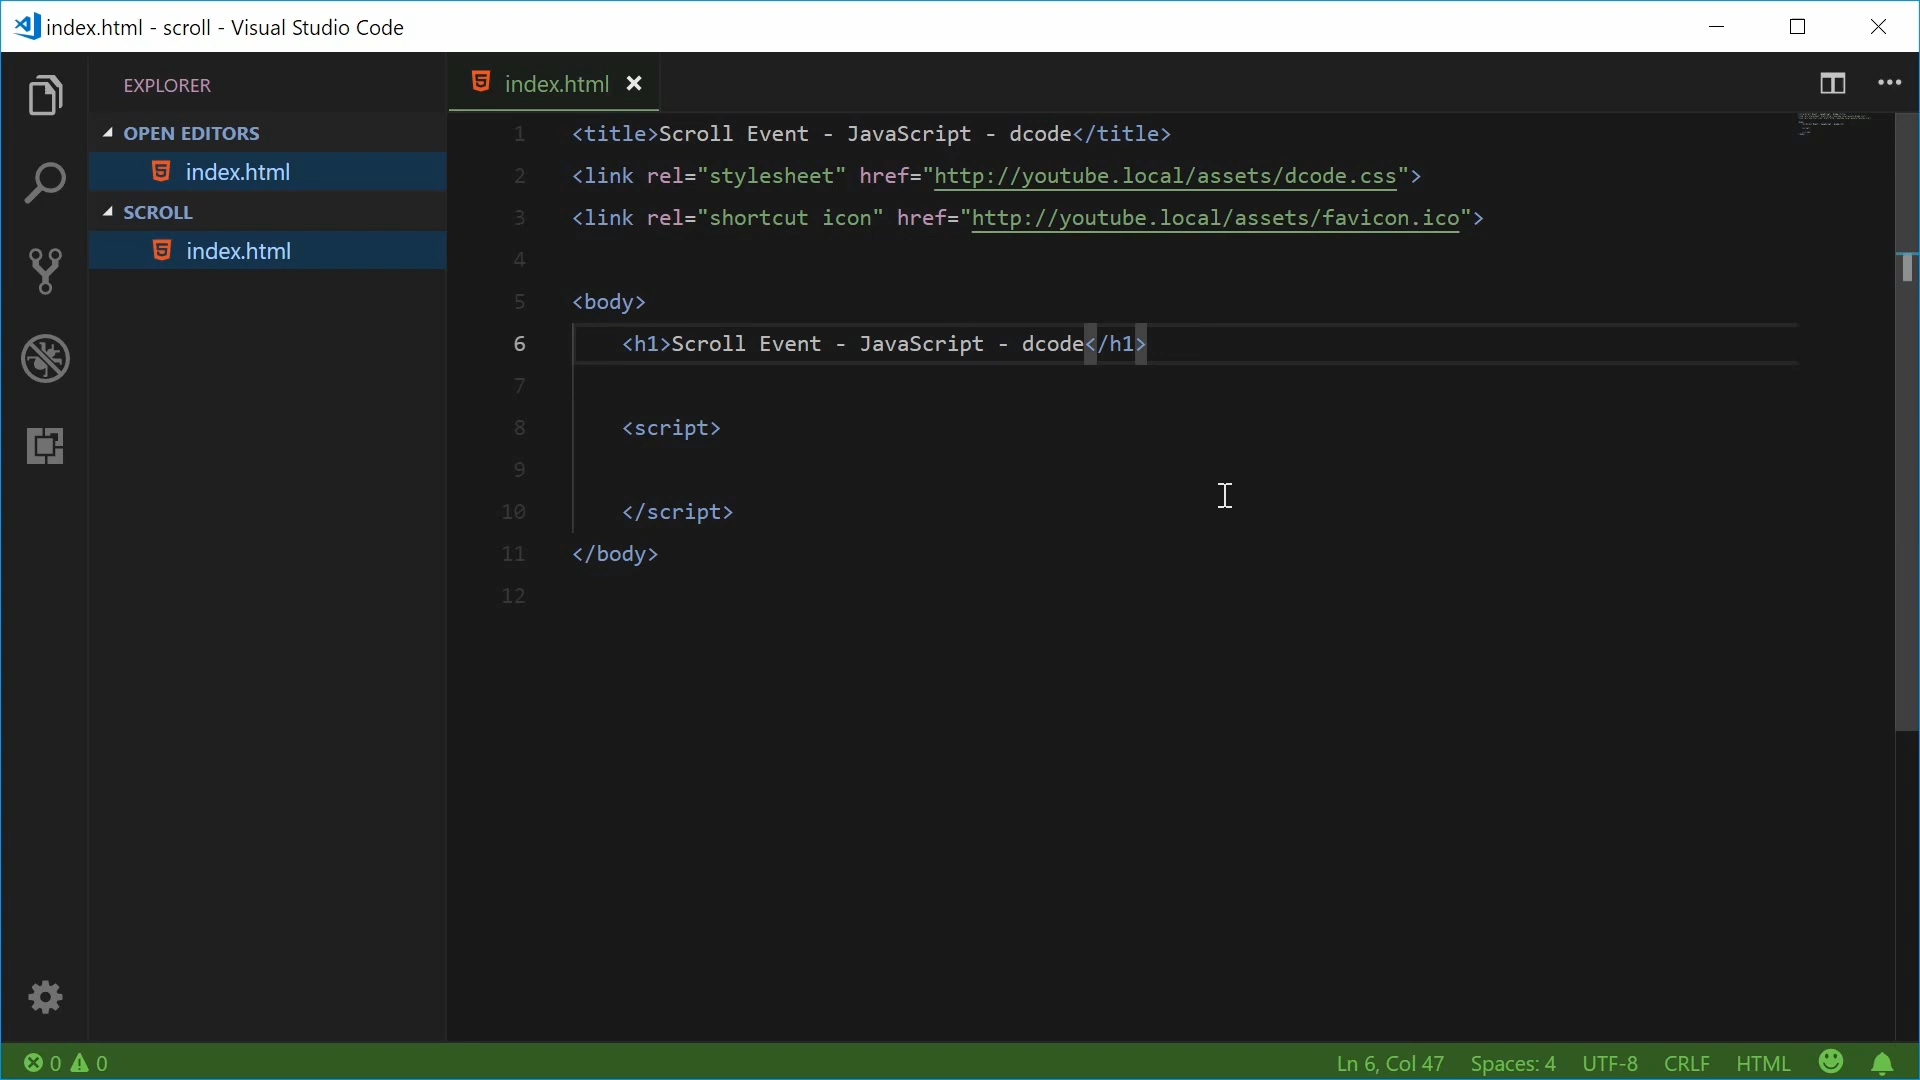 index.html - scroll - Visual Studio Code
EXPLORER
OPEN EDITORS
index.html
SCROLL
index.html
index.html
1 <title>Scroll Event - JavaScript - dcode</title>
2 <link rel="stylesheet" href="http://youtube.local/assets/dcode.css">
3 <link rel="shortcut icon" href="http://youtube.local/assets/favicon.ico">
4
5 <body>
6 <h1>Scroll Event - JavaScript - dcode</h1>
7
8 <script>
9
10 </script>
11 </body>
12
0 0 Ln 6, Col 47 Spaces: 4 UTF-8 CRLF HTML